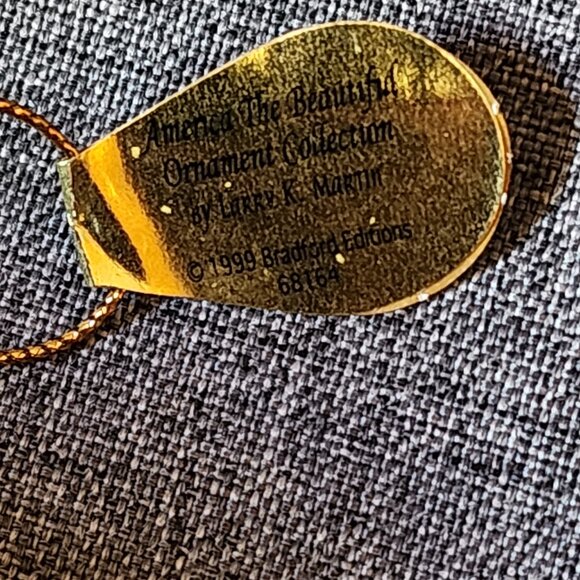 America The Beautiful
Ornament Collection
by Larry K. Martin
© 1999 Bradford Editions
68164